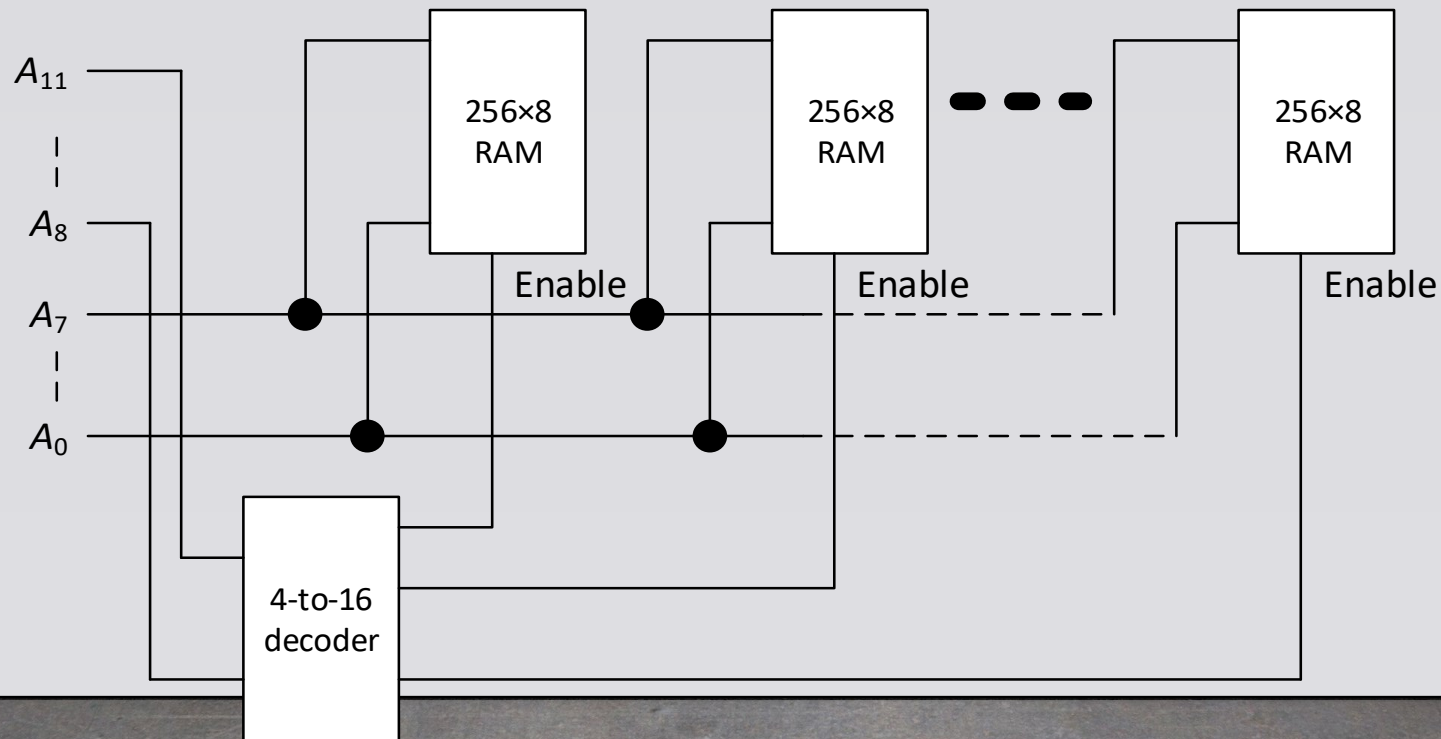 A₁₁
A₈
A₇
A₀
256×8
RAM
Enable
256×8
RAM
Enable
256×8
RAM
Enable
4-to-16
decoder